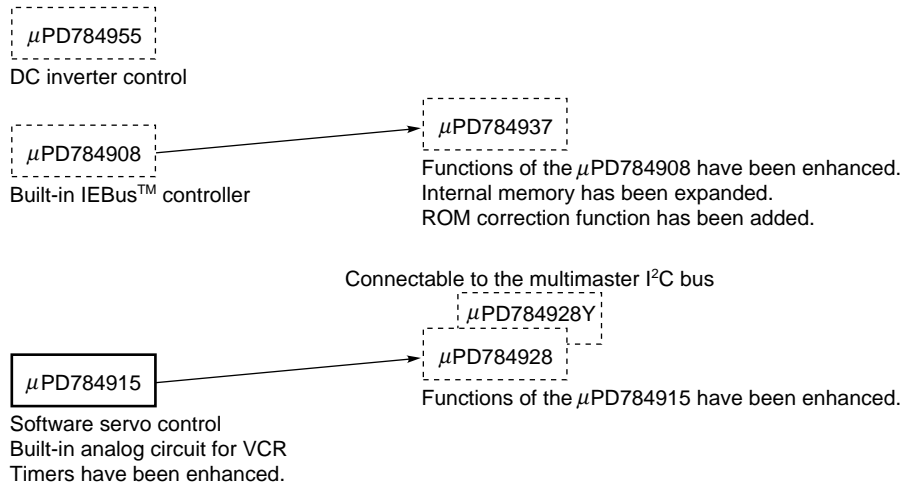 μPD784955
DC inverter control
μPD784908
Built-in IEBusTM controller
μPD784937
Functions of the μPD784908 have been enhanced.
Internal memory has been expanded.
ROM correction function has been added.
Connectable to the multimaster I2C bus
μPD784928Y
μPD784928
Functions of the μPD784915 have been enhanced.
μPD784915
Software servo control
Built-in analog circuit for VCR
Timers have been enhanced.